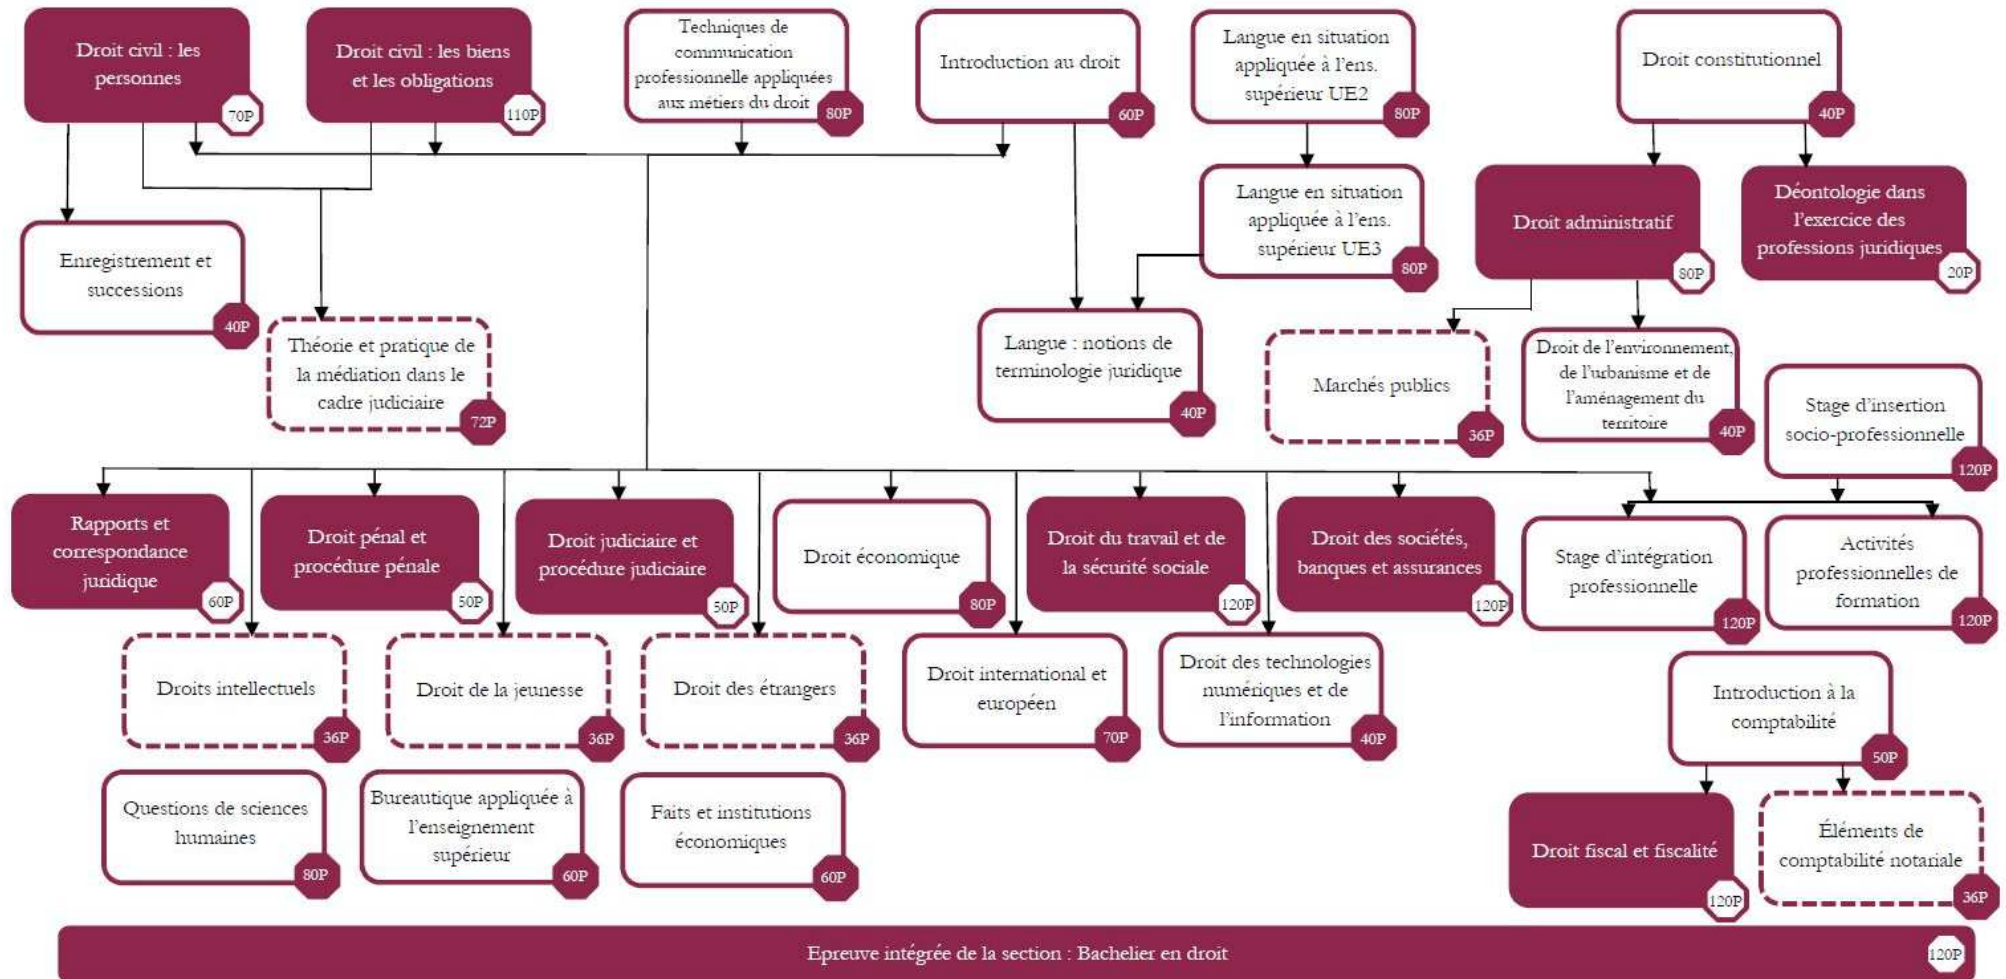 Droit civil : les
personnes
70P
Droit civil : les biens
et les obligations
110P
Techniques de
communication
professionnelle appliquées
aux métiers du droit
80P
Introduction au droit
60P
Langue en situation
appliquée à l'ens.
supérieur UE2
80P
Droit constitutionnel
40P
Enregistrement et
successions
40P
Théorie et pratique de
la médiation dans le
cadre judiciaire
72P
Langue en situation
appliquée à l'ens.
supérieur UE3
80P
Droit administratif
80P
Déontologie dans
l'exercice des
professions juridiques
20P
Langue : notions de
terminologie juridique
40P
Marchés publics
36P
Droit de l'environnement,
de l'urbanisme et de
l'aménagement du
territoire
40P
Stage d'insertion
socio-professionnelle
120P
Rapports et
correspondance
juridique
60P
Droit pénal et
procédure pénale
50P
Droit judiciaire et
procédure judiciaire
50P
Droit économique
80P
Droit du travail et de
la sécurité sociale
120P
Droit des sociétés,
banques et assurances
120P
Stage d'intégration
professionnelle
120P
Activités
professionnelles de
formation
120P
Droits intellectuels
36P
Droit de la jeunesse
36P
Droit des étrangers
36P
Droit international et
européen
70P
Droit des technologies
numériques et de
l'information
40P
Introduction à la
comptabilité
50P
Questions de sciences
humaines
80P
Bureautique appliquée à
l'enseignement
supérieur
60P
Faits et institutions
économiques
60P
Droit fiscal et fiscalité
120P
Éléments de
comptabilité notariale
36P
Epreuve intégrée de la section : Bachelier en droit
120P